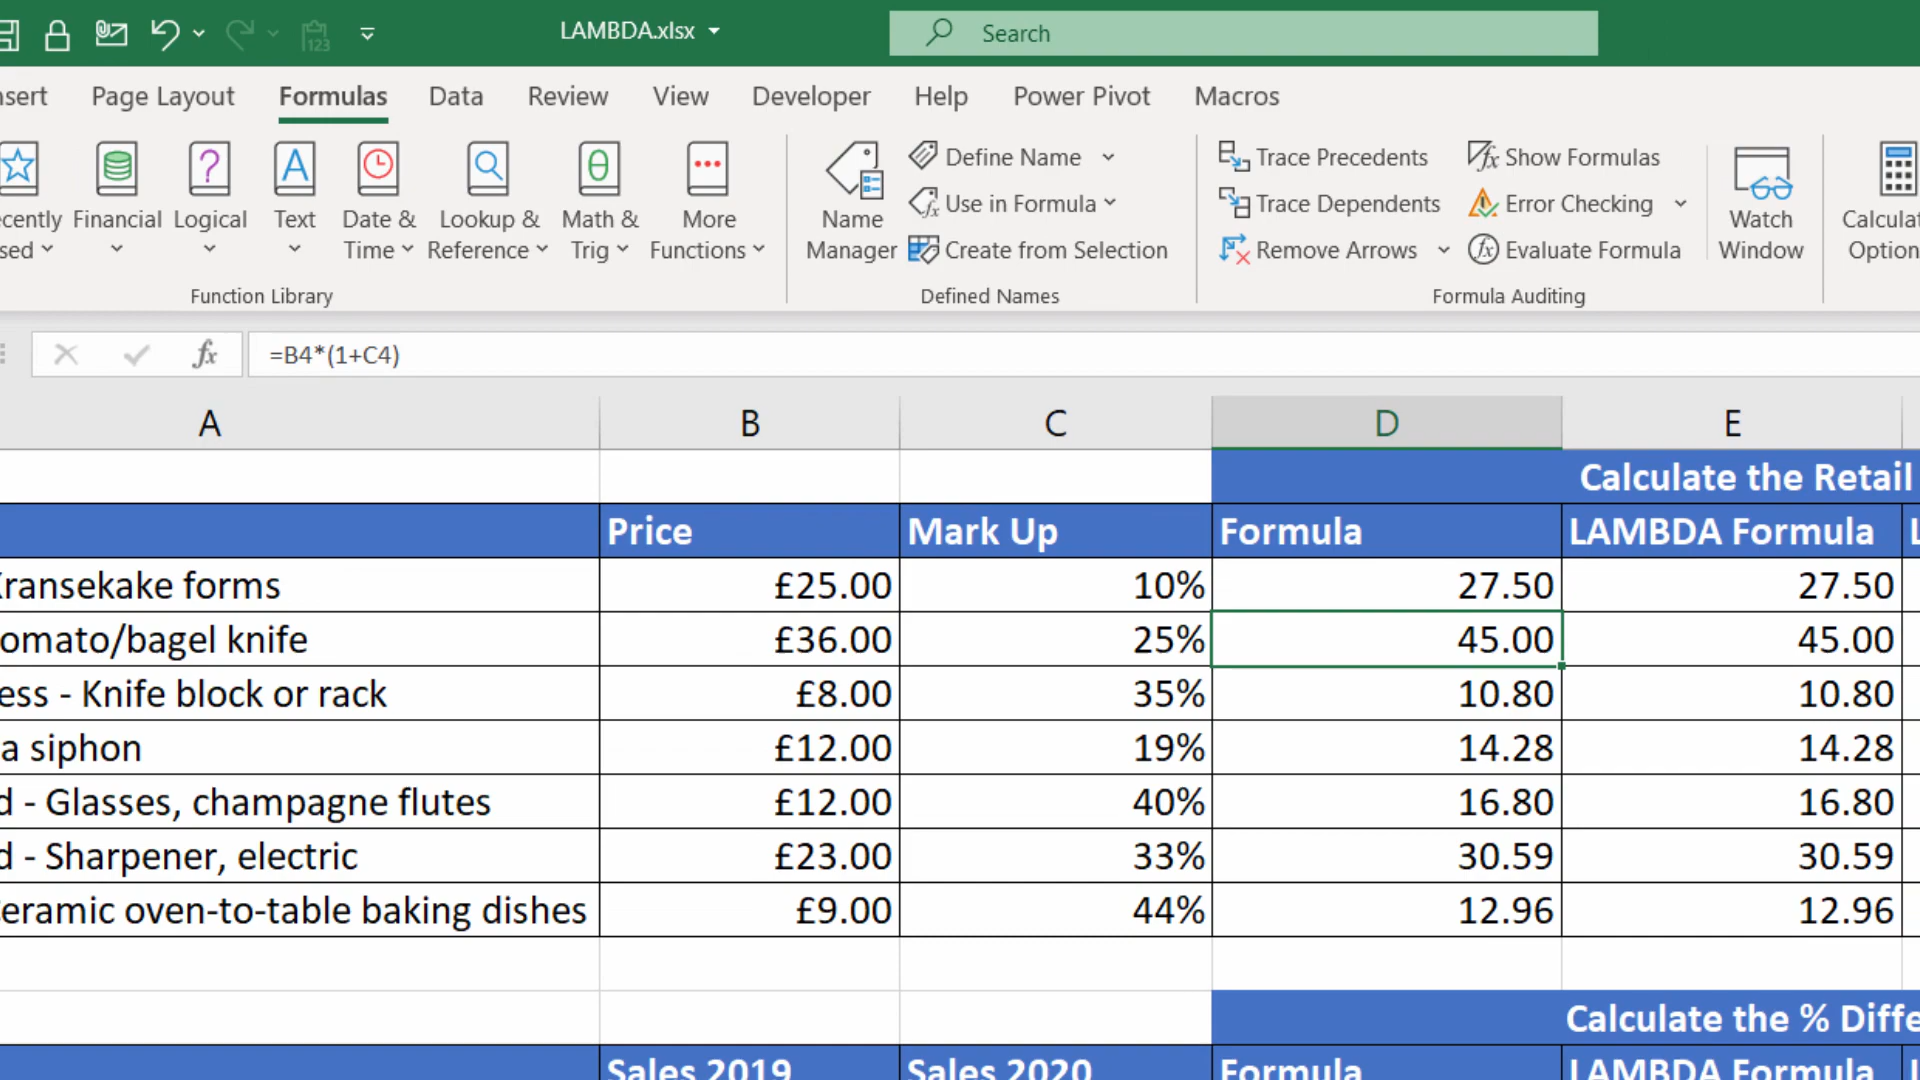 LAMBDA.xlsx
Search
nsert Page Layout Formulas Data Review View Developer Help Power Pivot Macros
ecently
sed
Financial
Logical
Text
Date &
Time
Lookup &
Reference
Math &
Trig
More
Functions
Function Library
Name
Manager
Define Name
Use in Formula
Create from Selection
Defined Names
Trace Precedents
Trace Dependents
Remove Arrows
Show Formulas
Error Checking
Evaluate Formula
Formula Auditing
Watch
Window
Calculat
Option
fx =B4*(1+C4)
A B C D E
Calculate the Retail
Price Mark Up Formula LAMBDA Formula L
Kransekake forms £25.00 10% 27.50 27.50
omato/bagel knife £36.00 25% 45.00 45.00
ess - Knife block or rack £8.00 35% 10.80 10.80
a siphon £12.00 19% 14.28 14.28
d - Glasses, champagne flutes £12.00 40% 16.80 16.80
d - Sharpener, electric £23.00 33% 30.59 30.59
eramic oven-to-table baking dishes £9.00 44% 12.96 12.96
Calculate the % Diffe
Sales 2019 Sales 2020 Formula LAMBDA Formula L